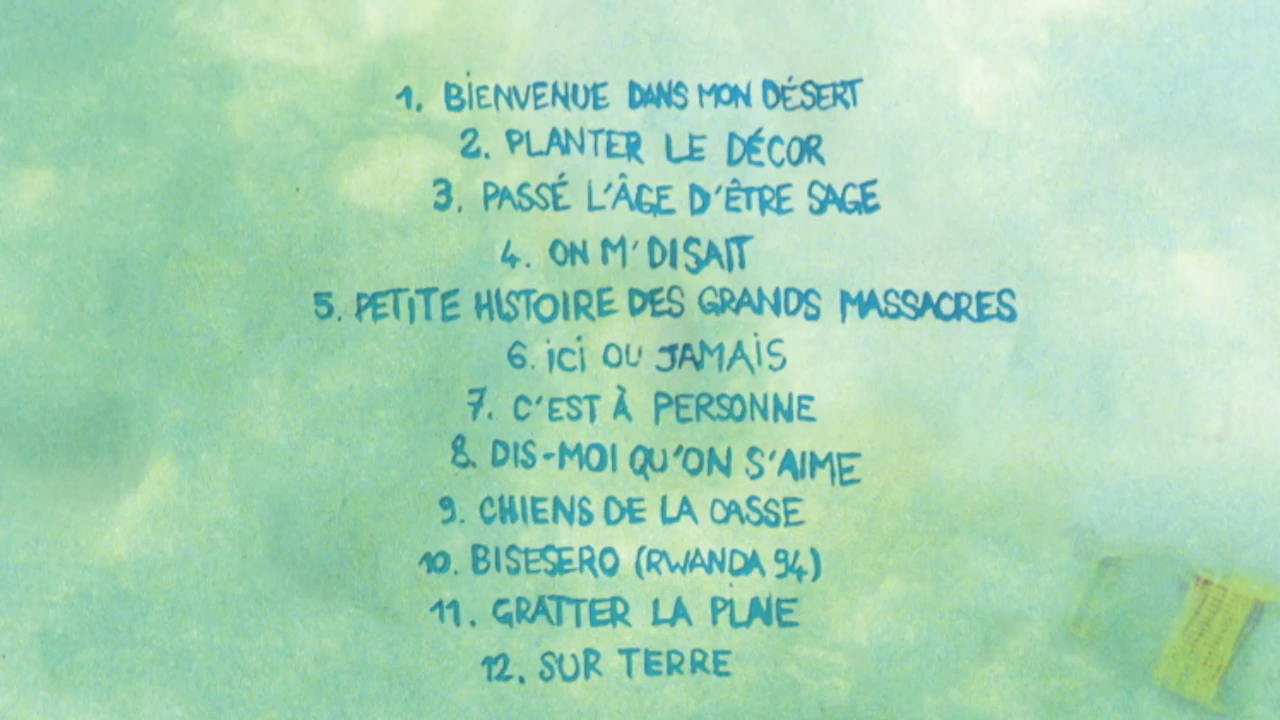 1. BIENVENUE DANS MON DÉSERT
2. PLANTER LE DÉCOR
3. PASSÉ L'ÂGE D'ÊTRE SAGE
4. ON M'DISAIT
5. PETITE HISTOIRE DES GRANDS MASSACRES
6. ICI OU JAMAIS
7. C'EST À PERSONNE
8. DIS-MOI QU'ON S'AIME
9. CHIENS DE LA CASSE
10. BISESERO (RWANDA 94)
11. GRATTER LA PLAIE
12. SUR TERRE